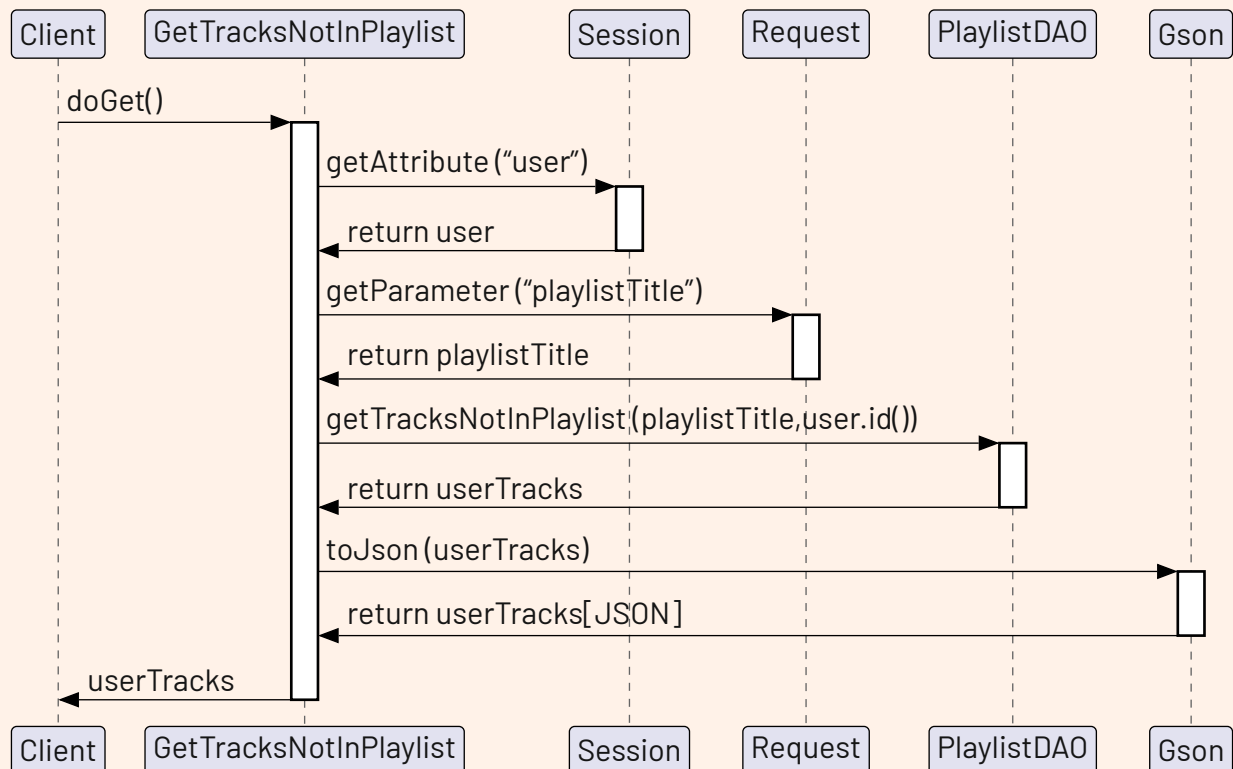 Client GetTracksNotInPlaylist Session Request PlaylistDAO Gson
doGet()
getAttribute (“user”)
return user
getParameter (“playlistTitle”)
return playlistTitle
getTracksNotInPlaylist (playlistTitle,user.id())
return userTracks
toJson (userTracks)
return userTracks[JSON]
userTracks
Client GetTracksNotInPlaylist Session Request PlaylistDAO Gson